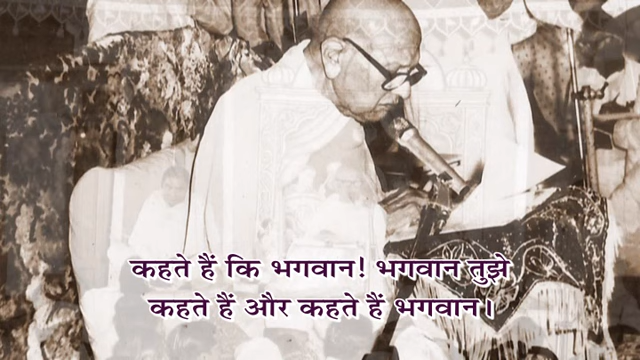 कहते हैं कि भगवान! भगवान तुझे
कहते हैं और कहते हैं भगवान।